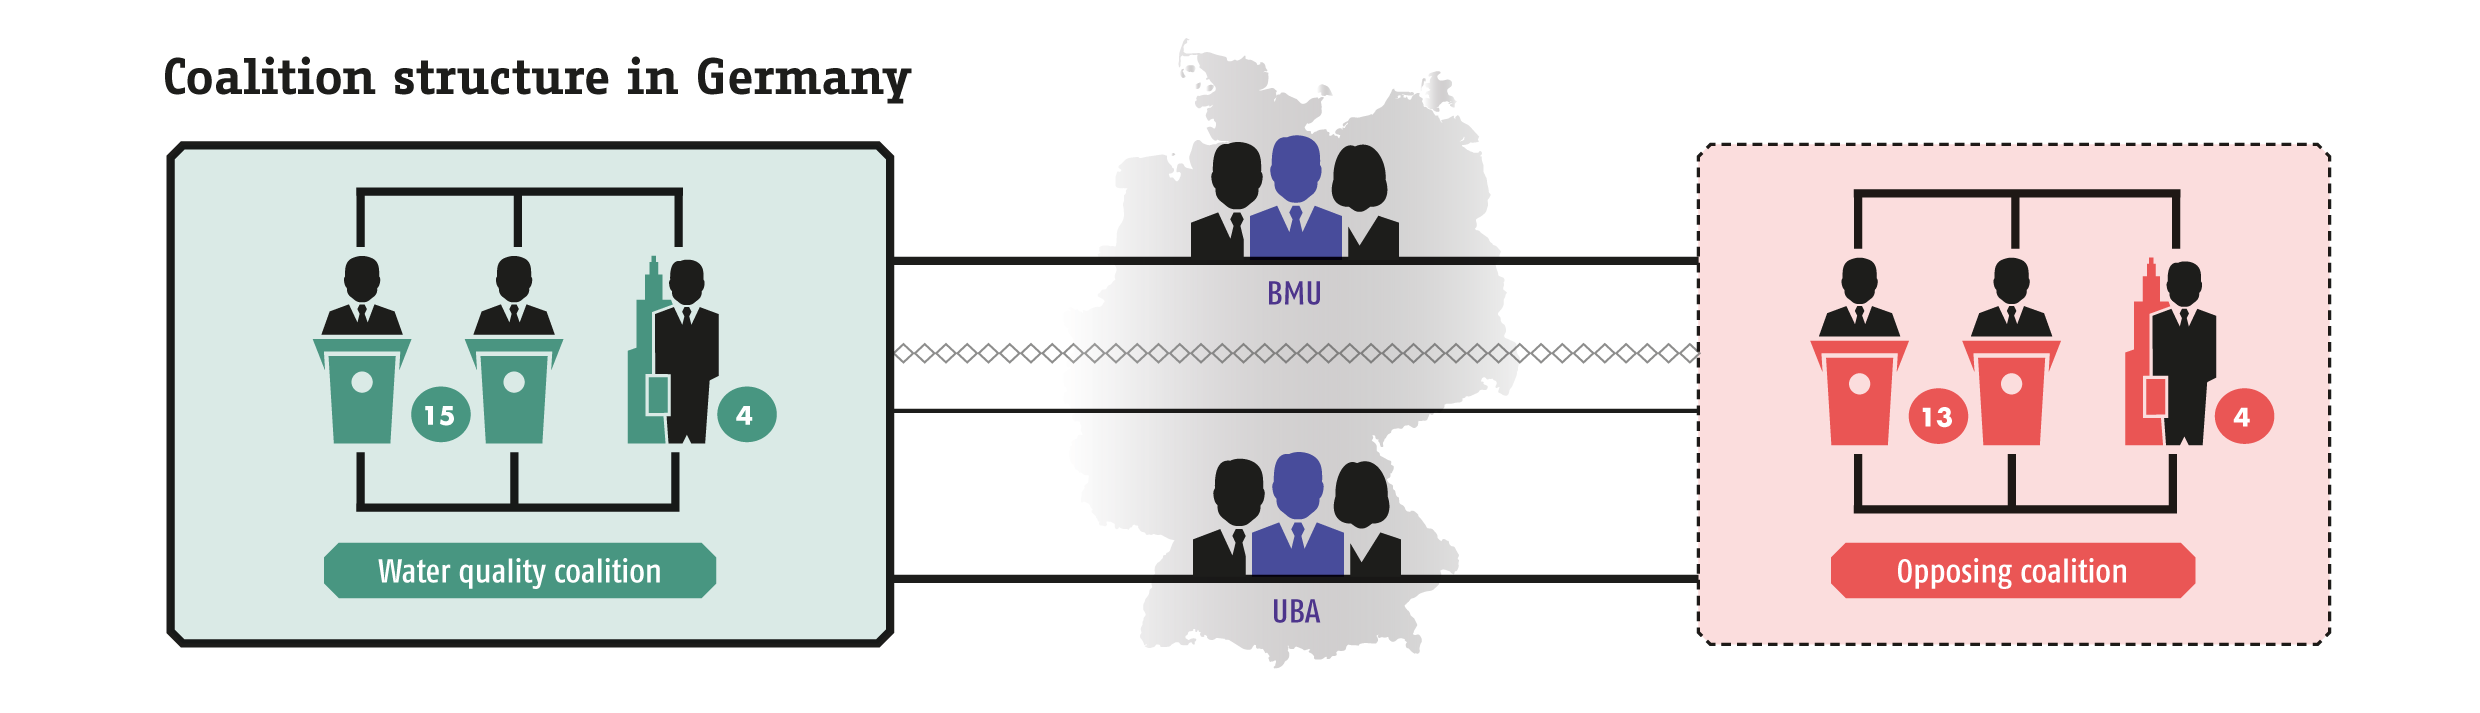 Coalition structure in Germany
BMU
15
4
13
4
Water quality coalition
Opposing coalition
UBA